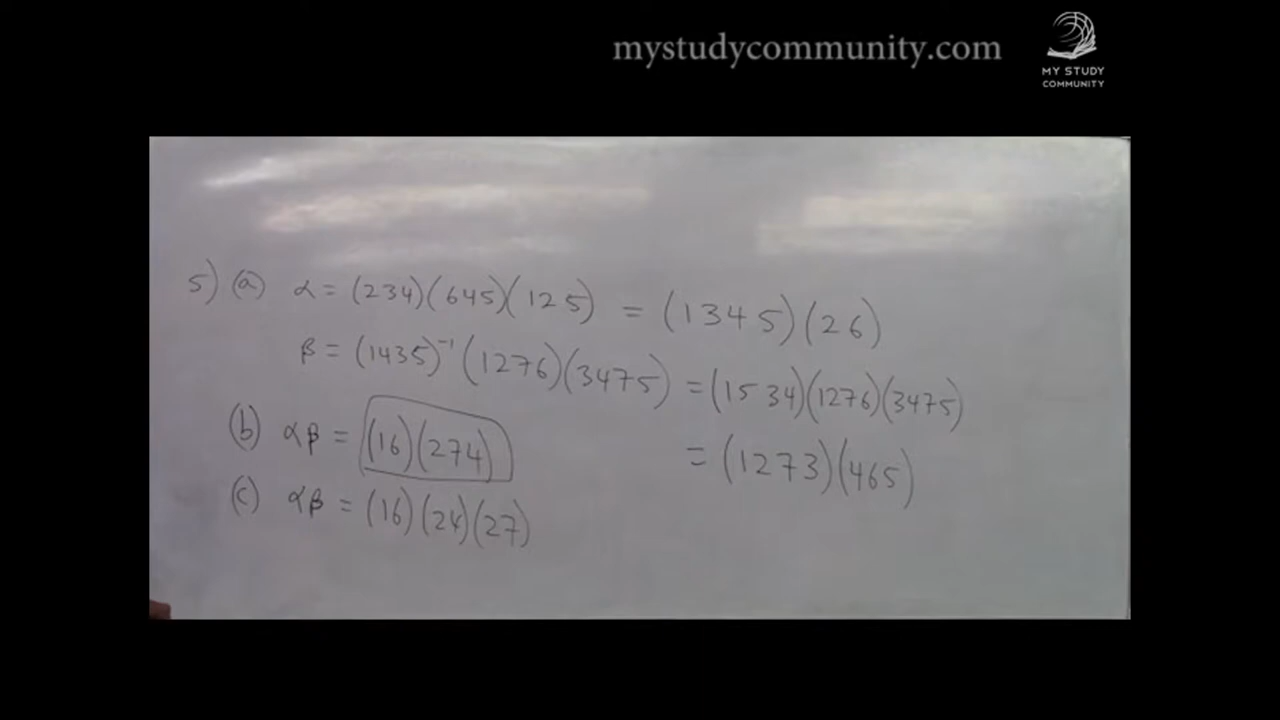 mystudycommunity.com
MY STUDY
COMMUNITY
5) (a) α = (234)(645)(125) = (1345)(26)
β = (1435)⁻¹ (1276)(3475) = (1534)(1276)(3475)
= (1273)(465)
(b) αβ = (16)(274)
(c) αβ = (16)(24)(27)